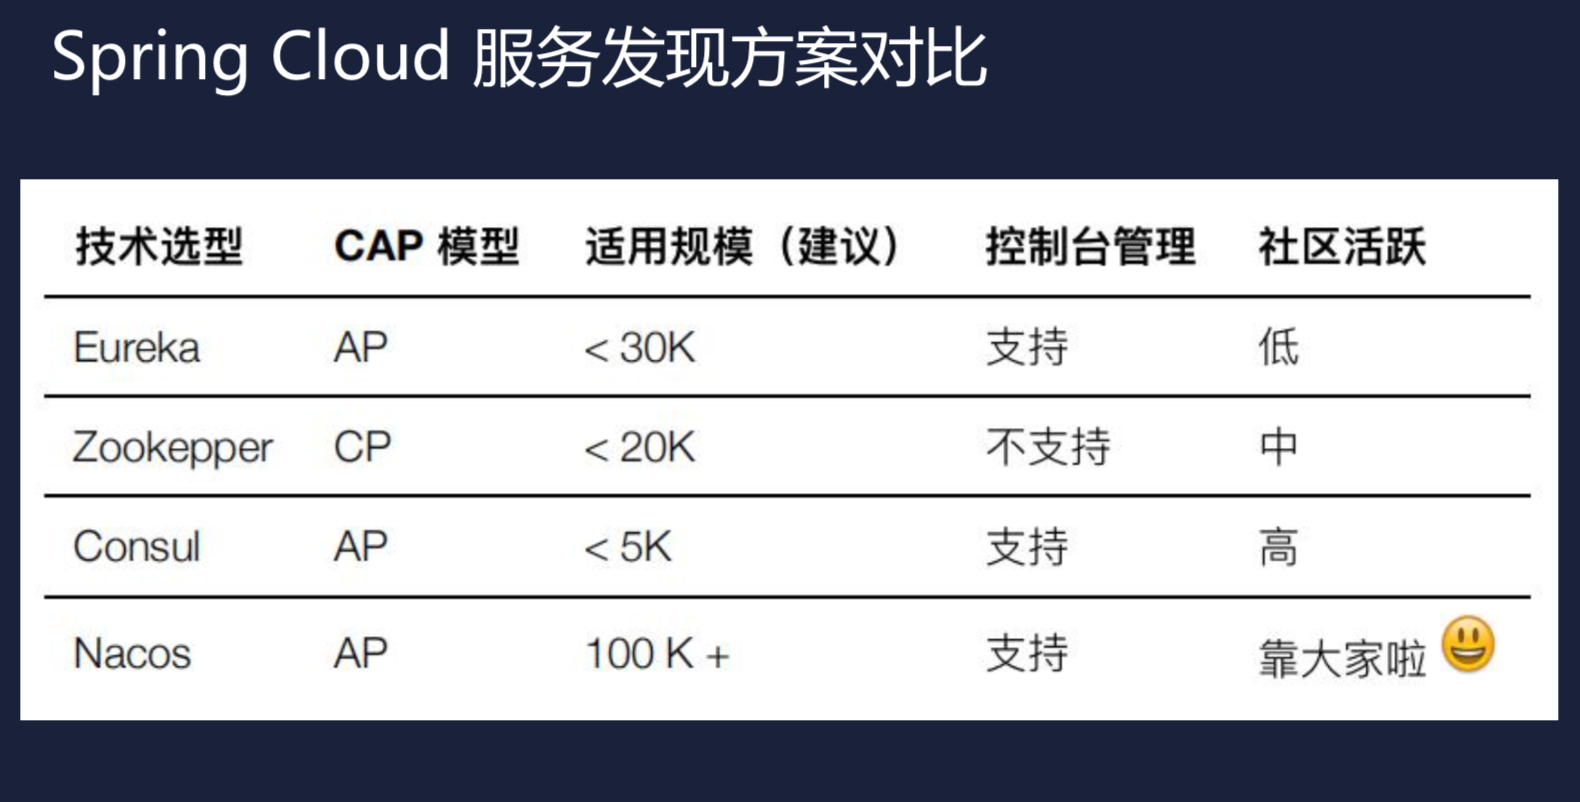 Spring Cloud 服务发现方案对比
技术选型 CAP 模型 适用规模（建议） 控制台管理 社区活跃
Eureka AP < 30K 支持 低
Zookepper CP < 20K 不支持 中
Consul AP < 5K 支持 高
Nacos AP 100 K + 支持 靠大家啦 😃